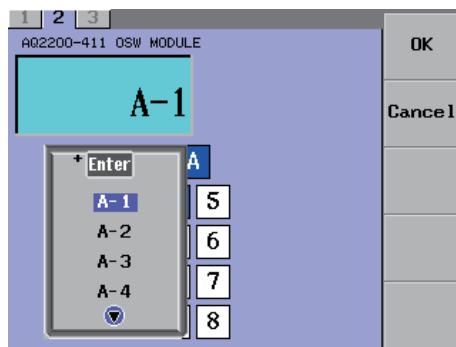 1 2 3
AQ2200-411 OSW MODULE
OK
A-1
Cancel
+Enter
A
A-1
5
A-2
6
A-3
7
A-4
8